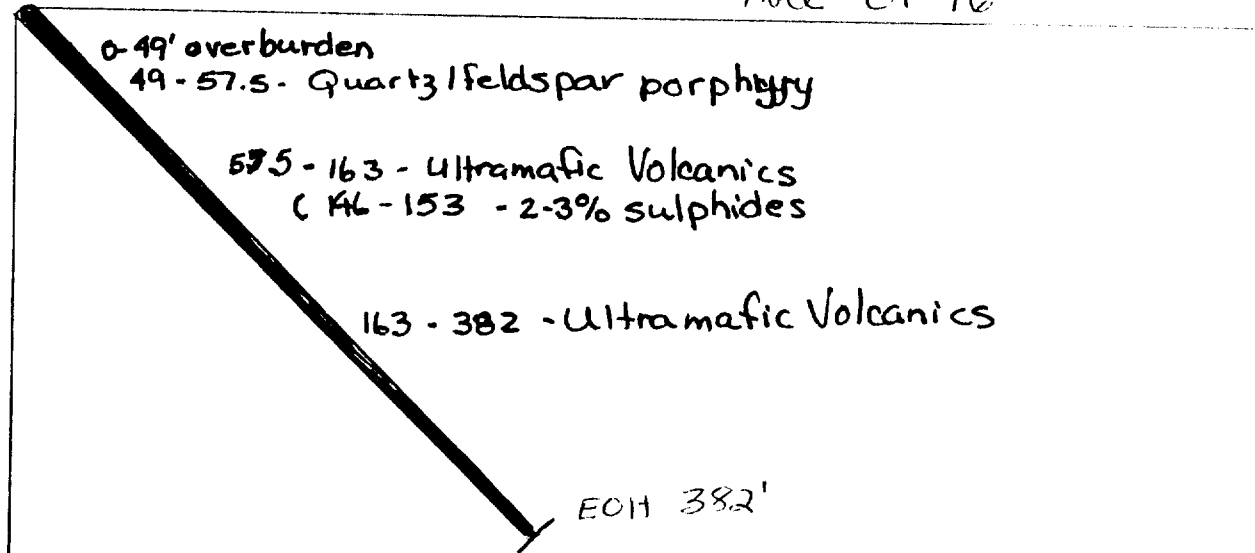 0-49' overburden
49 - 57.5 - Quartz/feldspar porphyry
57.5 - 163 - Ultramafic Volcanics
( 146 - 153 - 2-3% sulphides
163 - 382 - Ultramafic Volcanics
EOH 382'